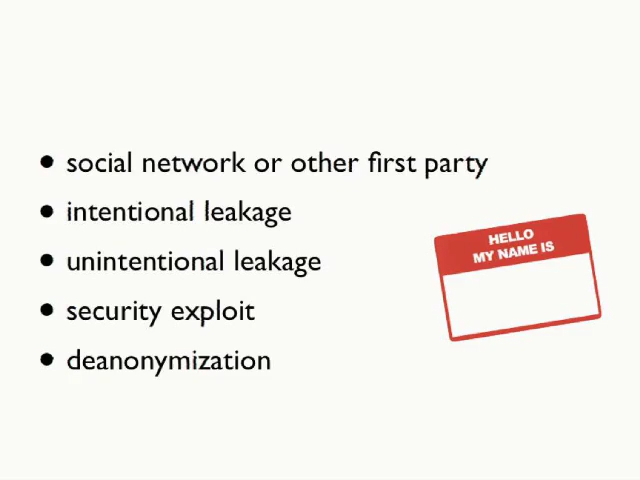 • social network or other first party
• intentional leakage
• unintentional leakage
• security exploit
• deanonymization
HELLO
MY NAME IS